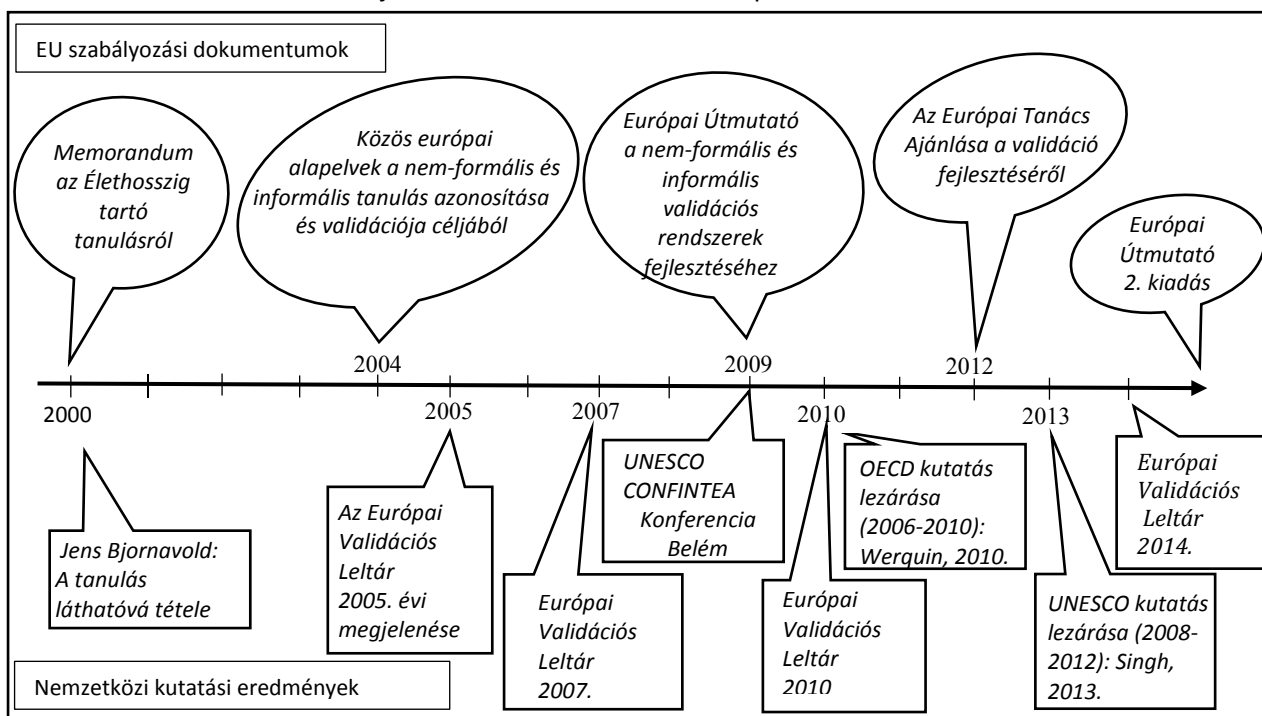 EU szabályozási dokumentumok
Memorandum
az Élethosszig
tartó
tanulásról
Közös európai
alapelvek a nem-formális és
informális tanulás azonosítása
és validációja céljából
Európai Útmutató
a nem-formális és
informális
validációs
rendszerek
fejlesztéséhez
Az Európai Tanács
Ajánlása a validáció
fejlesztéséről
Európai
Útmutató
2. kiadás
2004
2009
2012
2000
2005
2007
2010
2013
Jens Bjornavold:
A tanulás
láthatóvá tétele
Az Európai
Validációs
Leltár
2005. évi
megjelenése
Európai
Validációs
Leltár
2007.
UNESCO
CONFINTEA
Konferencia
Belém
Európai
Validációs
Leltár
2010
OECD kutatás
lezárása
(2006-2010):
Werquin, 2010.
UNESCO kutatás
lezárása (2008-
2012): Singh,
2013.
Európai
Validációs
Leltár
2014.
Nemzetközi kutatási eredmények